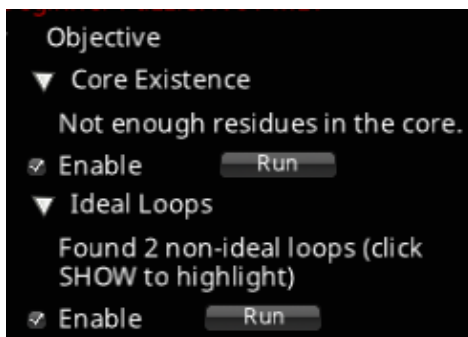 Objective
Core Existence
Not enough residues in the core.
Enable Run
Ideal Loops
Found 2 non-ideal loops (click
SHOW to highlight)
Enable Run